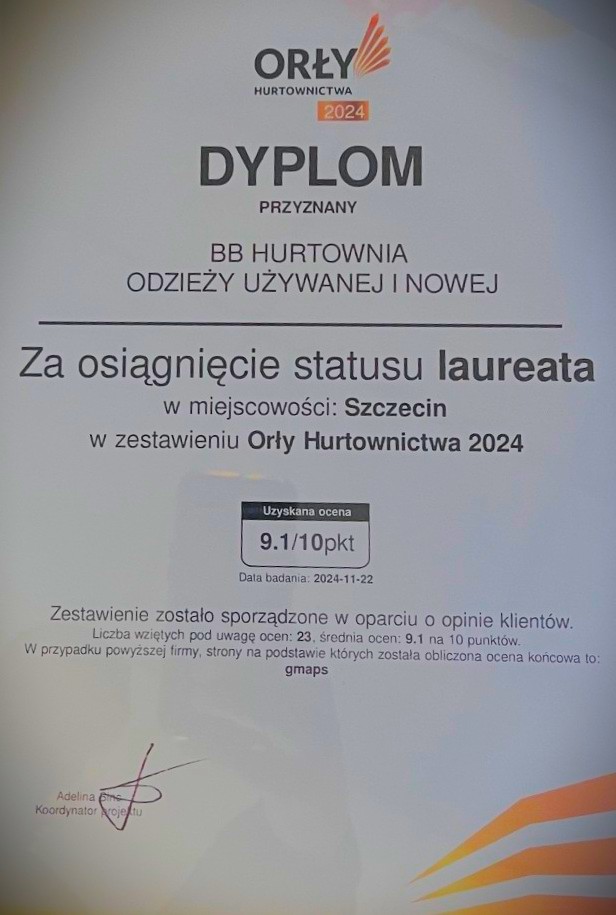 ORŁY
HURTOWNICTWA
2024
DYPLOM
PRZYZNANY
BB HURTOWNIA
ODZIEŻY UŻYWANEJ I NOWEJ
Za osiągnięcie statusu laureata
w miejscowości: Szczecin
w zestawieniu Orły Hurtownictwa 2024
Uzyskana ocena
9.1/10pkt
Data badania: 2024-11-22
Zestawienie zostało sporządzone w oparciu o opinie klientów.
Liczba wziętych pod uwagę ocen: 23, średnia ocen: 9.1 na 10 punktów.
W przypadku powyższej firmy, strony na podstawie których została obliczona ocena końcowa to:
gmaps
Adelina
Koordynator projektu